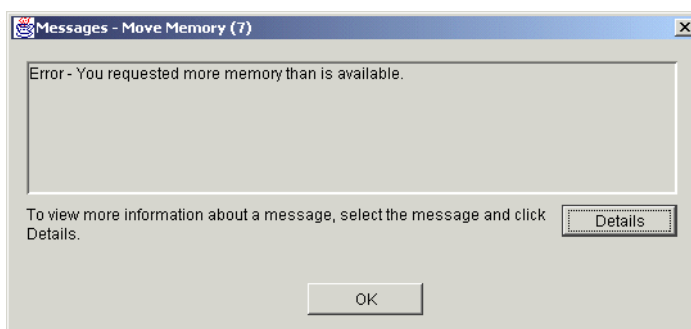 Messages - Move Memory (7)
Error - You requested more memory than is available.
To view more information about a message, select the message and click
Details.
Details
OK